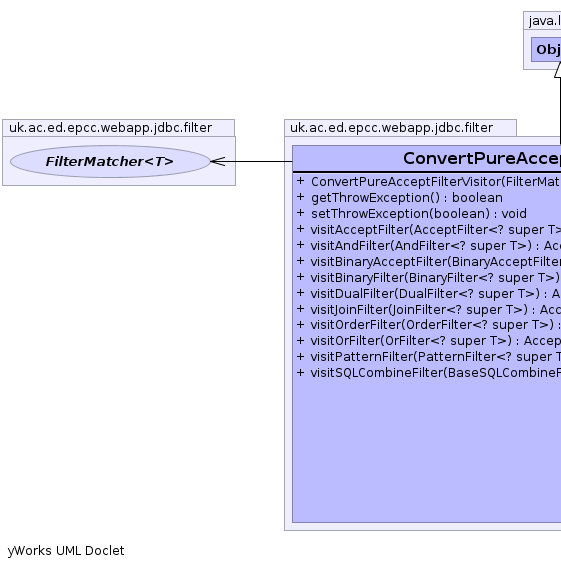 java.l
Obj
uk.ac.ed.epcc.webapp.jdbc.filter
uk.ac.ed.epcc.webapp.jdbc.filter
FilterMatcher<T>
ConvertPureAccep
+ ConvertPureAcceptFilterVisitor(FilterMat
+ getThrowException() : boolean
+ setThrowException(boolean) : void
+ visitAcceptFilter(AcceptFilter<? super T>
+ visitAndFilter(AndFilter<? super T>) : Acc
+ visitBinaryAcceptFilter(BinaryAcceptFilter
+ visitBinaryFilter(BinaryFilter<? super T>)
+ visitDualFilter(DualFilter<? super T>) : A
+ visitJoinFilter(JoinFilter<? super T>) : Acc
+ visitOrderFilter(OrderFilter<? super T>) :
+ visitOrFilter(OrFilter<? super T>) : Accep
+ visitPatternFilter(PatternFilter<? super T
+ visitSQLCombineFilter(BaseSQLCombineF
yWorks UML Doclet